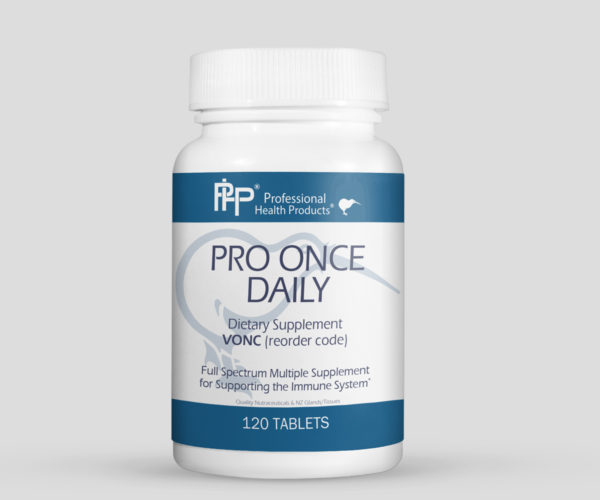 PHP® Professional
Health Products®
PRO ONCE
DAILY
Dietary Supplement
VONC (reorder code)
Full Spectrum Multiple Supplement
for Supporting the Immune System*
Quality Nutraceuticals & NZ Glands/Tissues
120 TABLETS